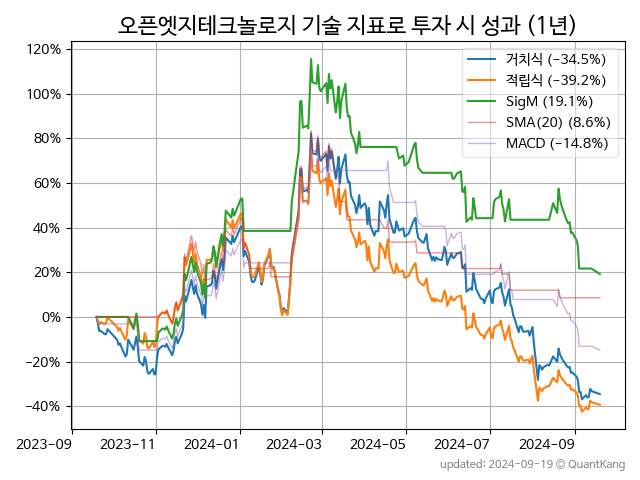 오픈엣지테크놀로지 기술 지표로 투자 시 성과 (1년)
120%
100%
80%
60%
40%
20%
0%
−20%
−40%
거치식 (−34.5%)
적립식 (−39.2%)
SigM (19.1%)
SMA(20) (8.6%)
MACD (−14.8%)
2023-09
2023-11
2024-01
2024-03
2024-05
2024-07
2024-09
updated: 2024-09-19 © QuantKang